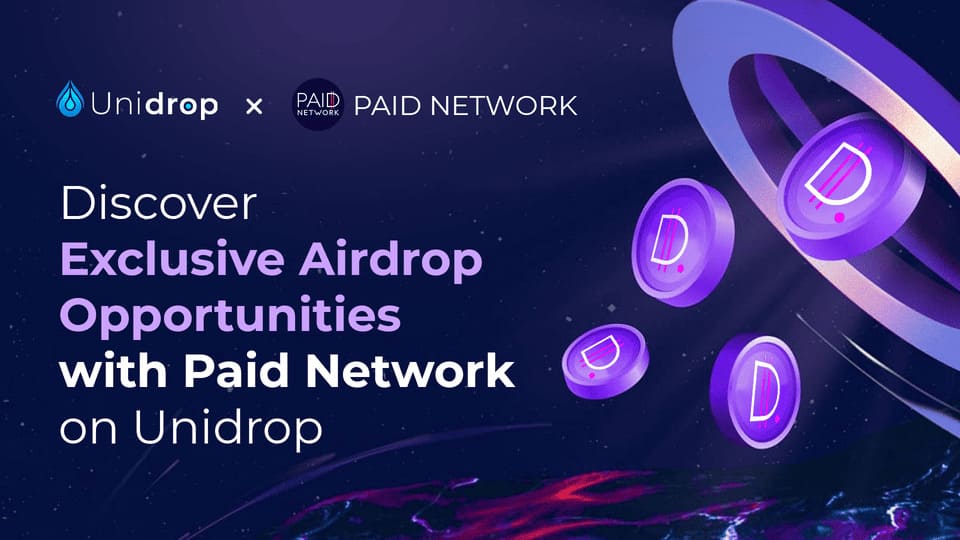 Unidrop × PAID NETWORK PAID NETWORK
Discover
Exclusive Airdrop
Opportunities
with Paid Network
on Unidrop